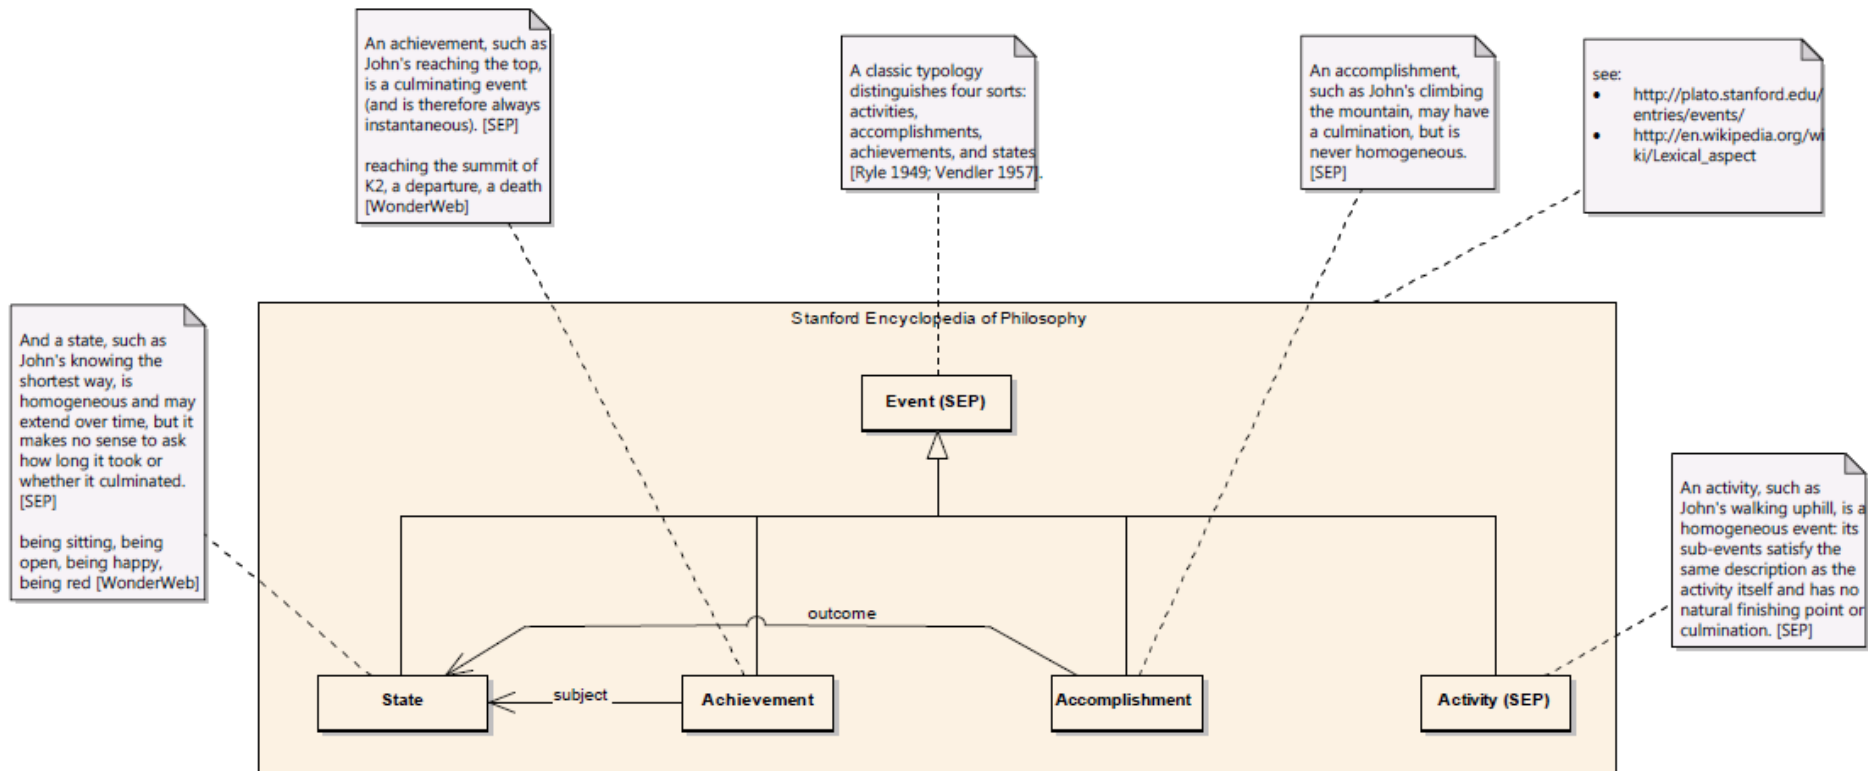 An achievement, such as
John's reaching the top,
is a culminating event
(and is therefore always
instantaneous). [SEP]
reaching the summit of
K2, a departure, a death
[WonderWeb]
A classic typology
distinguishes four sorts:
activities,
accomplishments,
achievements, and states
[Ryle 1949; Vendler 1957].
An accomplishment,
such as John's climbing
the mountain, may have
a culmination, but is
never homogeneous.
[SEP]
see:
• http://plato.stanford.edu/
entries/events/
• http://en.wikipedia.org/wi
ki/Lexical_aspect
And a state, such as
John's knowing the
shortest way, is
homogeneous and may
extend over time, but it
makes no sense to ask
how long it took or
whether it culminated.
[SEP]
being sitting, being
open, being happy,
being red [WonderWeb]
Stanford Encyclopedia of Philosophy
Event (SEP)
An activity, such as
John's walking uphill, is a
homogeneous event: its
sub-events satisfy the
same description as the
activity itself and has no
natural finishing point or
culmination. [SEP]
outcome
State
subject
Achievement
Accomplishment
Activity (SEP)